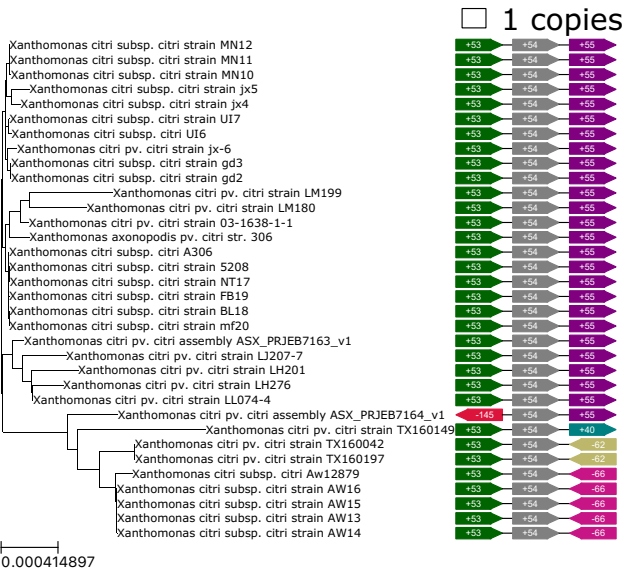 1 copies
Xanthomonas citri subsp. citri strain MN12 +53 +54 +55
Xanthomonas citri subsp. citri strain MN11 +53 +54 +55
Xanthomonas citri subsp. citri strain MN10 +53 +54 +55
Xanthomonas citri subsp. citri strain jx5 +53 +54 +55
Xanthomonas citri subsp. citri strain jx4 +53 +54 +55
Xanthomonas citri subsp. citri strain UI7 +53 +54 +55
Xanthomonas citri subsp. citri UI6 +53 +54 +55
Xanthomonas citri pv. citri strain jx-6 +53 +54 +55
Xanthomonas citri subsp. citri strain gd3 +53 +54 +55
Xanthomonas citri subsp. citri strain gd2 +53 +54 +55
Xanthomonas citri pv. citri strain LM199 +53 +54 +55
Xanthomonas citri pv. citri strain LM180 +53 +54 +55
Xanthomonas citri pv. citri strain 03-1638-1-1 +53 +54 +55
Xanthomonas axonopodis pv. citri str. 306 +53 +54 +55
Xanthomonas citri subsp. citri A306 +53 +54 +55
Xanthomonas citri subsp. citri strain 5208 +53 +54 +55
Xanthomonas citri subsp. citri strain NT17 +53 +54 +55
Xanthomonas citri subsp. citri strain FB19 +53 +54 +55
Xanthomonas citri subsp. citri strain BL18 +53 +54 +55
Xanthomonas citri subsp. citri strain mf20 +53 +54 +55
Xanthomonas citri pv. citri assembly ASX_PRJEB7163_v1 +53 +54 +55
Xanthomonas citri pv. citri strain LJ207-7 +53 +54 +55
Xanthomonas citri pv. citri strain LH201 +53 +54 +55
Xanthomonas citri pv. citri strain LH276 +53 +54 +55
Xanthomonas citri pv. citri strain LL074-4 +53 +54 +55
Xanthomonas citri pv. citri assembly ASX_PRJEB7164_v1 -145 +54 +55
Xanthomonas citri pv. citri strain TX160149 +53 +54 +40
Xanthomonas citri pv. citri strain TX160042 +53 +54 -62
Xanthomonas citri pv. citri strain TX160197 +53 +54 -62
Xanthomonas citri subsp. citri Aw12879 +53 +54 -66
Xanthomonas citri subsp. citri strain AW16 +53 +54 -66
Xanthomonas citri subsp. citri strain AW15 +53 +54 -66
Xanthomonas citri subsp. citri strain AW13 +53 +54 -66
Xanthomonas citri subsp. citri strain AW14 +53 +54 -66
0.000414897